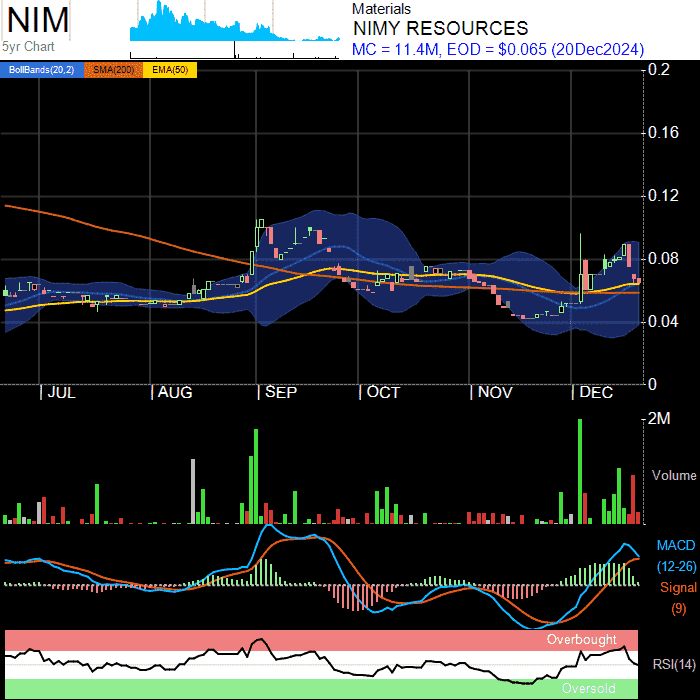 NIM
5yr Chart
Materials
NIMY RESOURCES
MC = 11.4M, EOD = $0.065 (20Dec2024)
BollBands(20,2) SMA(200) EMA(50)
0.2
0.16
0.12
0.08
0.04
0
JUL AUG SEP OCT NOV DEC
2M
Volume
MACD
(12-26)
Signal
(9)
Overbought
RSI(14)
Oversold